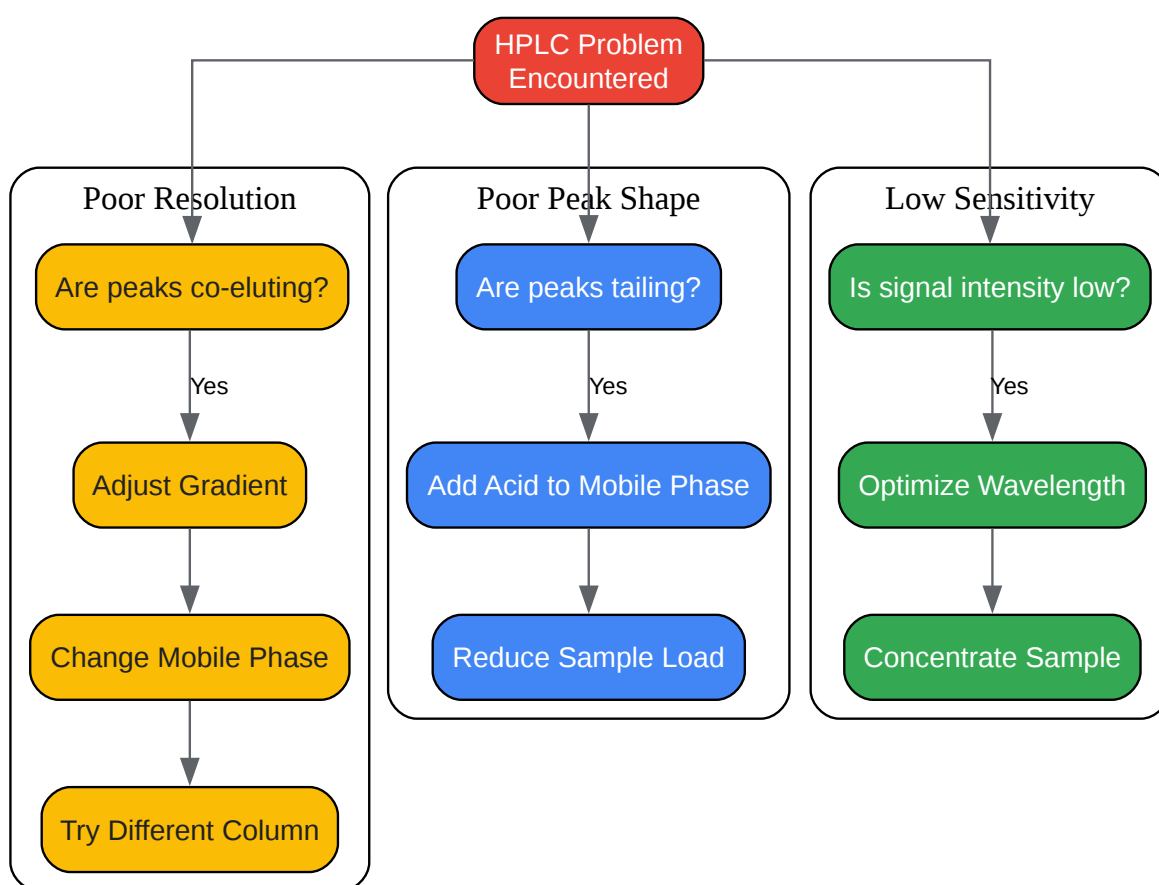 HPLC Problem
Encountered
Poor Resolution
Are peaks co-eluting?
Yes
Adjust Gradient
Change Mobile Phase
Try Different Column
Poor Peak Shape
Are peaks tailing?
Yes
Add Acid to Mobile Phase
Reduce Sample Load
Low Sensitivity
Is signal intensity low?
Yes
Optimize Wavelength
Concentrate Sample